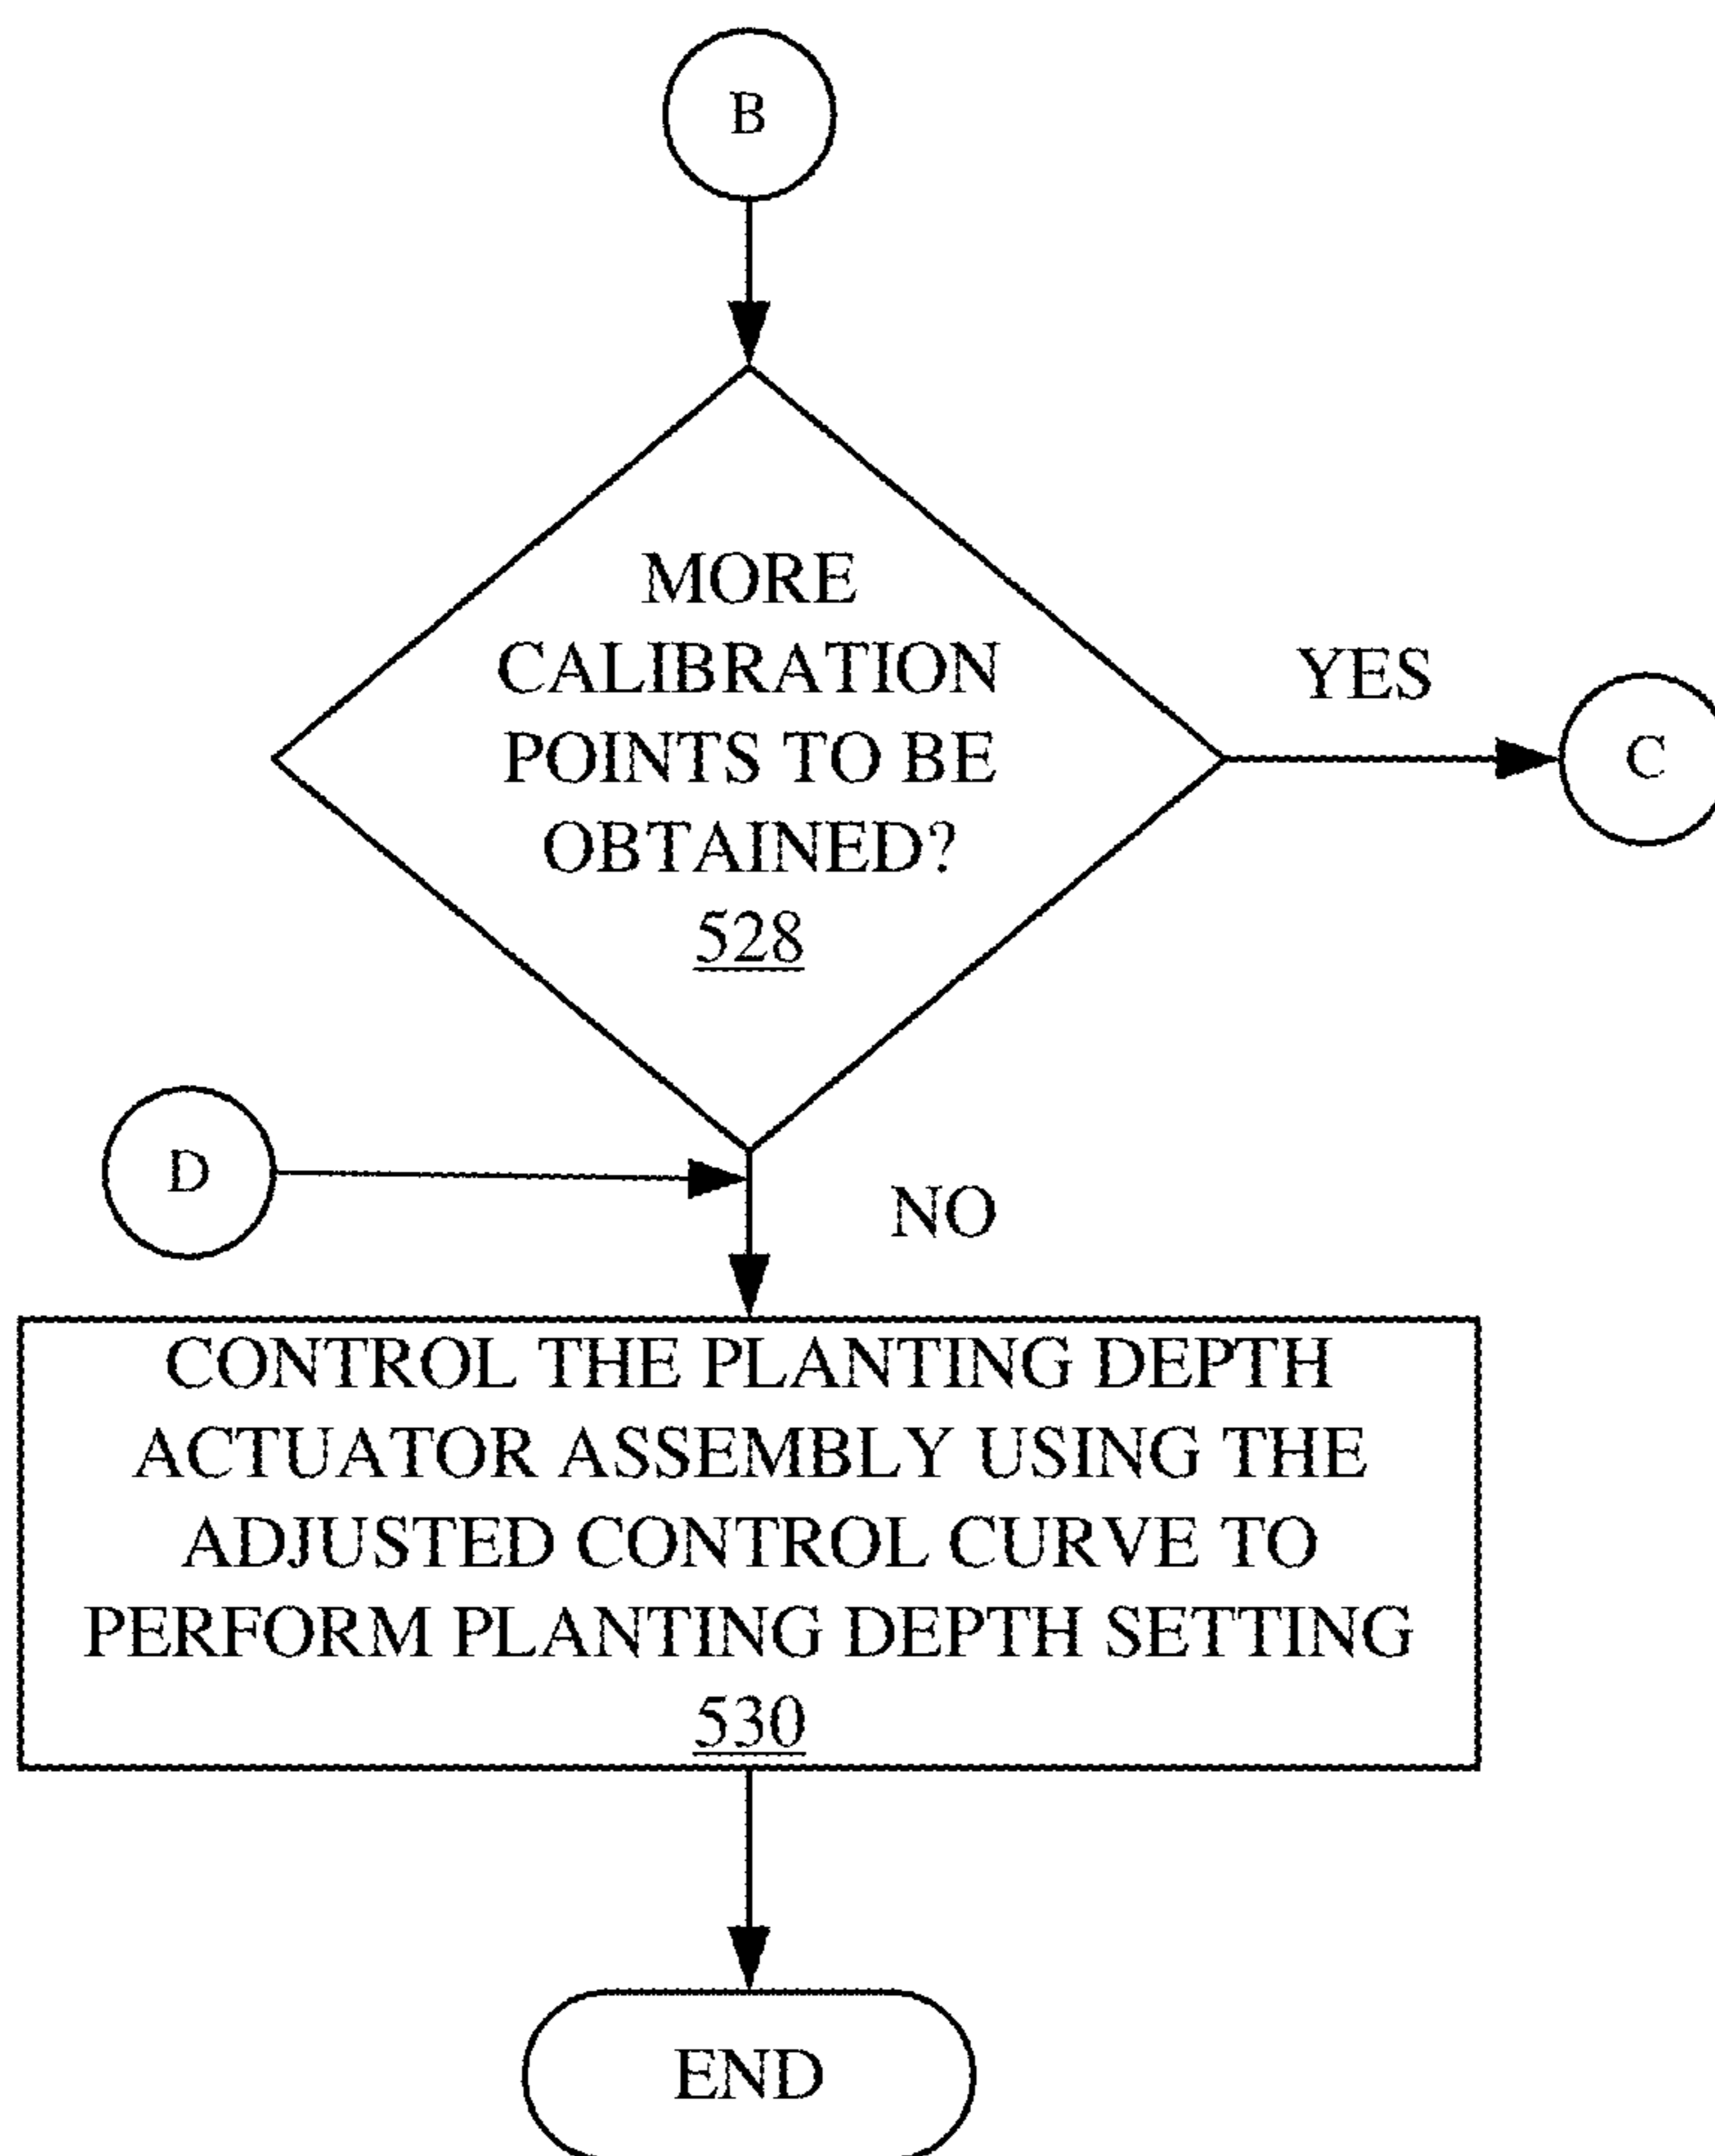 B
MORE
CALIBRATION
POINTS TO BE
OBTAINED?
528
YES
C
D
NO
CONTROL THE PLANTING DEPTH
ACTUATOR ASSEMBLY USING THE
ADJUSTED CONTROL CURVE TO
PERFORM PLANTING DEPTH SETTING
530
END